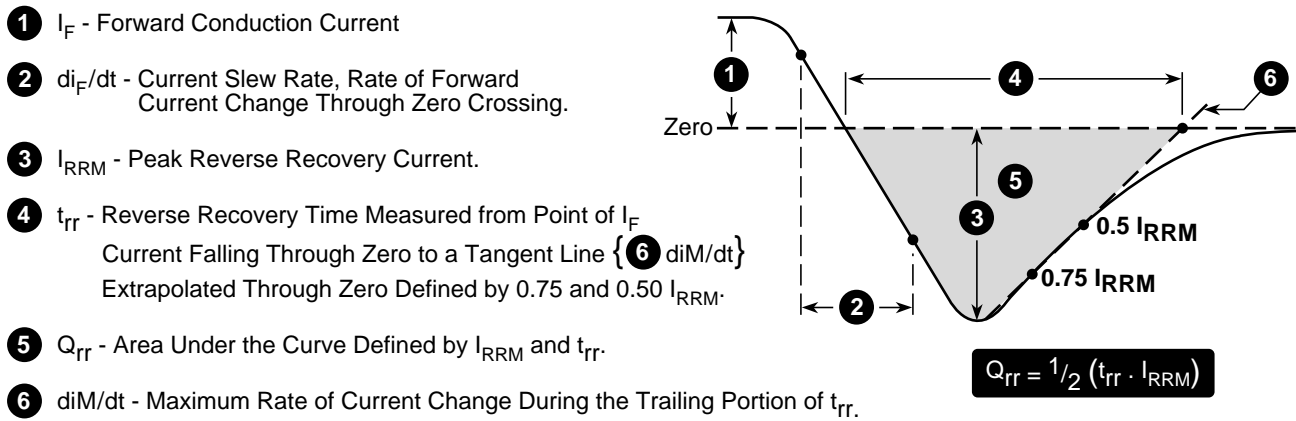 1 I_F - Forward Conduction Current
2 di_F/dt - Current Slew Rate, Rate of Forward
Current Change Through Zero Crossing.
3 I_RRM - Peak Reverse Recovery Current.
4 t_rr - Reverse Recovery Time Measured from Point of I_F
Current Falling Through Zero to a Tangent Line {6 diM/dt}
Extrapolated Through Zero Defined by 0.75 and 0.50 I_RRM.
5 Q_rr - Area Under the Curve Defined by I_RRM and t_rr.
6 diM/dt - Maximum Rate of Current Change During the Trailing Portion of t_rr.
1
4
6
Zero
5
3
0.5 I_RRM
0.75 I_RRM
2
Q_rr = 1/2 (t_rr . I_RRM)